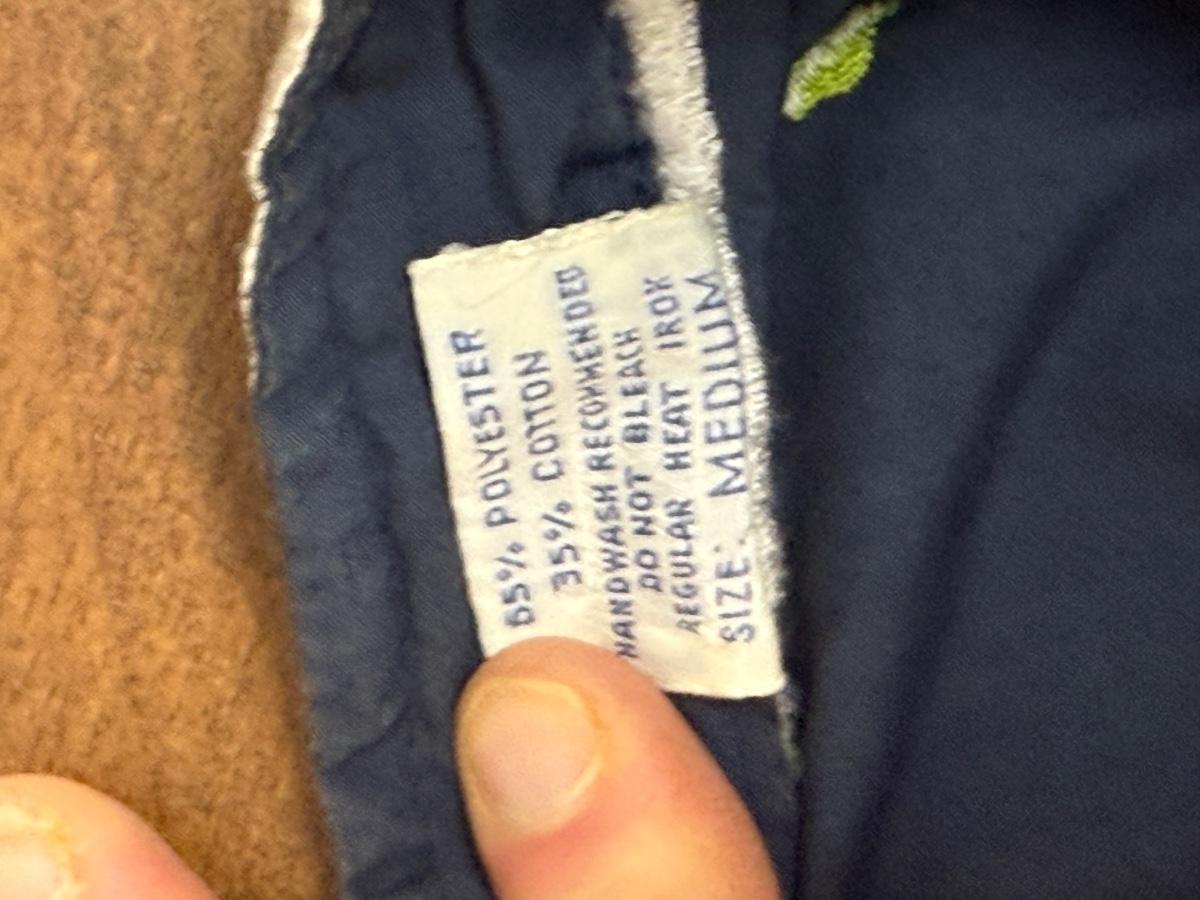 65% POLYESTER
35% COTTON
HANDWASH RECOMMENDED
DO NOT BLEACH
REGULAR HEAT IRON
SIZE: MEDIUM